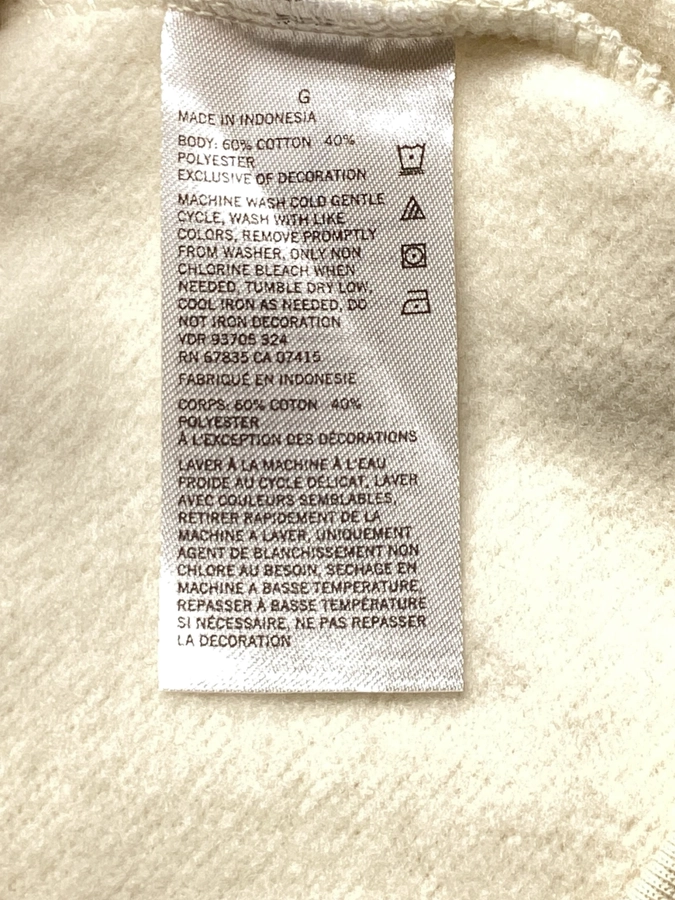 G
MADE IN INDONESIA
BODY: 60% COTTON 40%
POLYESTER
EXCLUSIVE OF DECORATION
MACHINE WASH COLD GENTLE
CYCLE, WASH WITH LIKE
COLORS, REMOVE PROMPTLY
FROM WASHER, ONLY NON
CHLORINE BLEACH WHEN
NEEDED, TUMBLE DRY LOW,
COOL IRON AS NEEDED, DO
NOT IRON DECORATION
VDR 93705 324
RN 67835 CA 07415
FABRIQUÉ EN INDONESIE
CORPS: 60% COTON 40%
POLYESTER
À L'EXCEPTION DES DÉCORATIONS
LAVER À LA MACHINE À L'EAU
FROIDE AU CYCLE DÉLICAT, LAVER
AVEC COULEURS SEMBLABLES,
RETIRER RAPIDEMENT DE LA
MACHINE A LAVER, UNIQUEMENT
AGENT DE BLANCHISSEMENT NON
CHLORE AU BESOIN, SECHAGE EN
MACHINE A BASSE TEMPERATURE,
REPASSER À BASSE TEMPÉRATURE
SI NÉCESSAIRE, NE PAS REPASSER
LA DECORATION